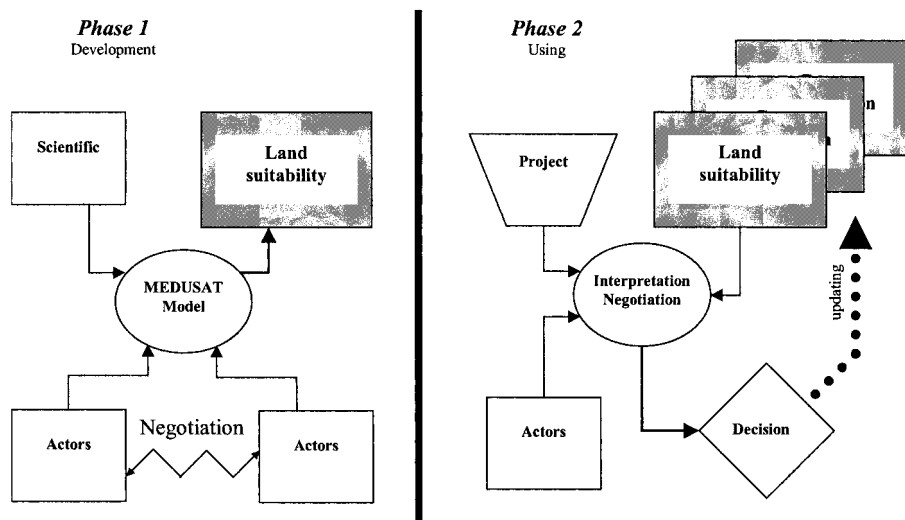 Phase 1
Development
Scientific
Land
suitability
MEDUSAT
Model
Negotiation
Actors
Actors
Phase 2
Using
Project
Land
suitability
Interpretation
Negotiation
updating
Actors
Decision